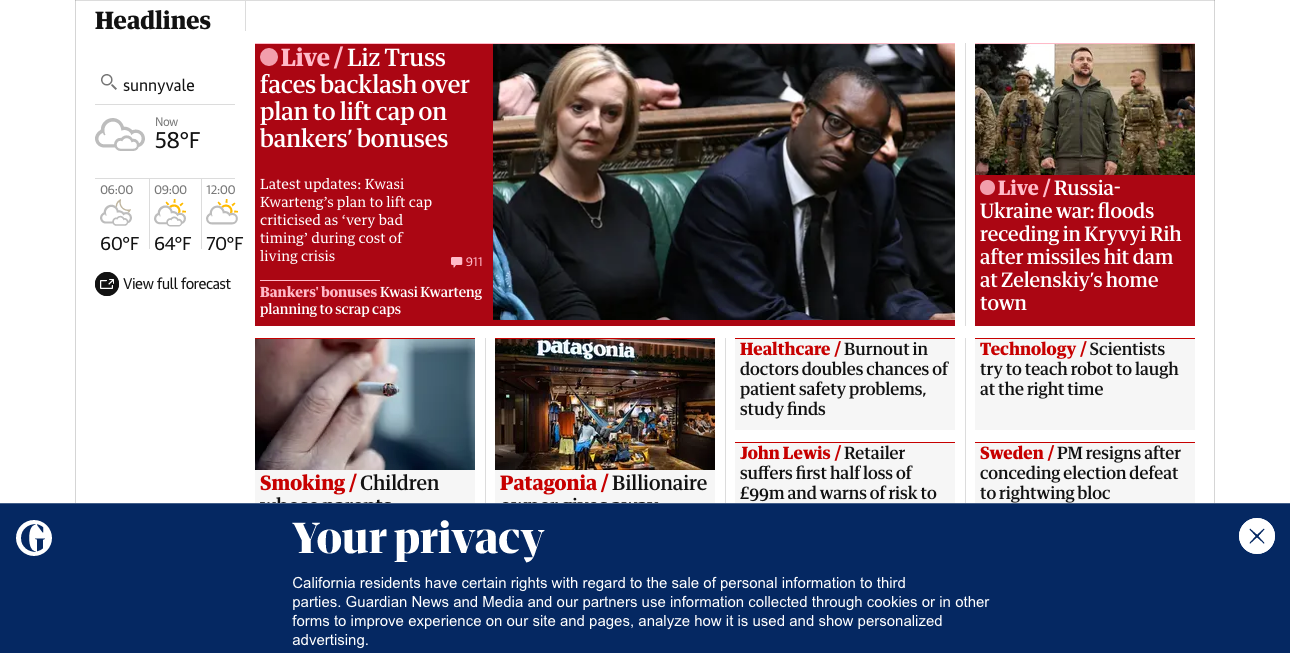 Headlines
sunnyvale
Now
58°F
06:00
60°F
09:00
64°F
12:00
70°F
View full forecast
Live / Liz Truss
faces backlash over
plan to lift cap on
bankers’ bonuses
Latest updates: Kwasi
Kwarteng’s plan to lift cap
criticised as ‘very bad
timing’ during cost of
living crisis
911
Bankers' bonuses Kwasi Kwarteng
planning to scrap caps
Live / Russia-
Ukraine war: floods
receding in Kryvyi Rih
after missiles hit dam
at Zelenskiy’s home
town
patagonia
Smoking / Children
Patagonia / Billionaire
Healthcare / Burnout in
doctors doubles chances of
patient safety problems,
study finds
John Lewis / Retailer
suffers first half loss of
£99m and warns of risk to
Technology / Scientists
try to teach robot to laugh
at the right time
Sweden / PM resigns after
conceding election defeat
to rightwing bloc
G
Your privacy
California residents have certain rights with regard to the sale of personal information to third
parties. Guardian News and Media and our partners use information collected through cookies or in other
forms to improve experience on our site and pages, analyze how it is used and show personalized
advertising.